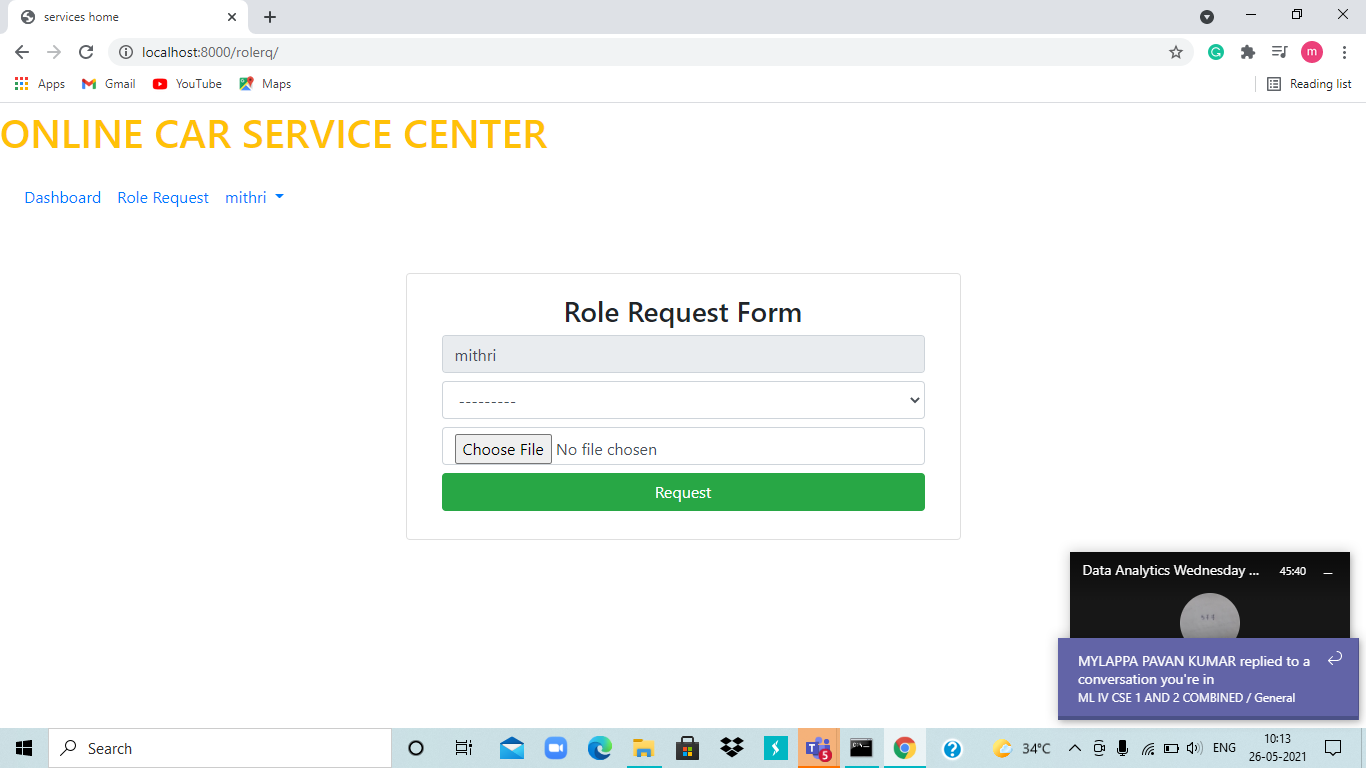 services home
localhost:8000/rolerq/
m
Apps
Gmail
YouTube
Maps
Reading list
ONLINE CAR SERVICE CENTER
Dashboard
Role Request
mithri
Role Request Form
mithri
---------
Choose File No file chosen
Request
Data Analytics Wednesday ...
45:40
MYLAPPA PAVAN KUMAR replied to a
conversation you're in
ML IV CSE 1 AND 2 COMBINED / General
Search
5
34°C
ENG
10:13
26-05-2021